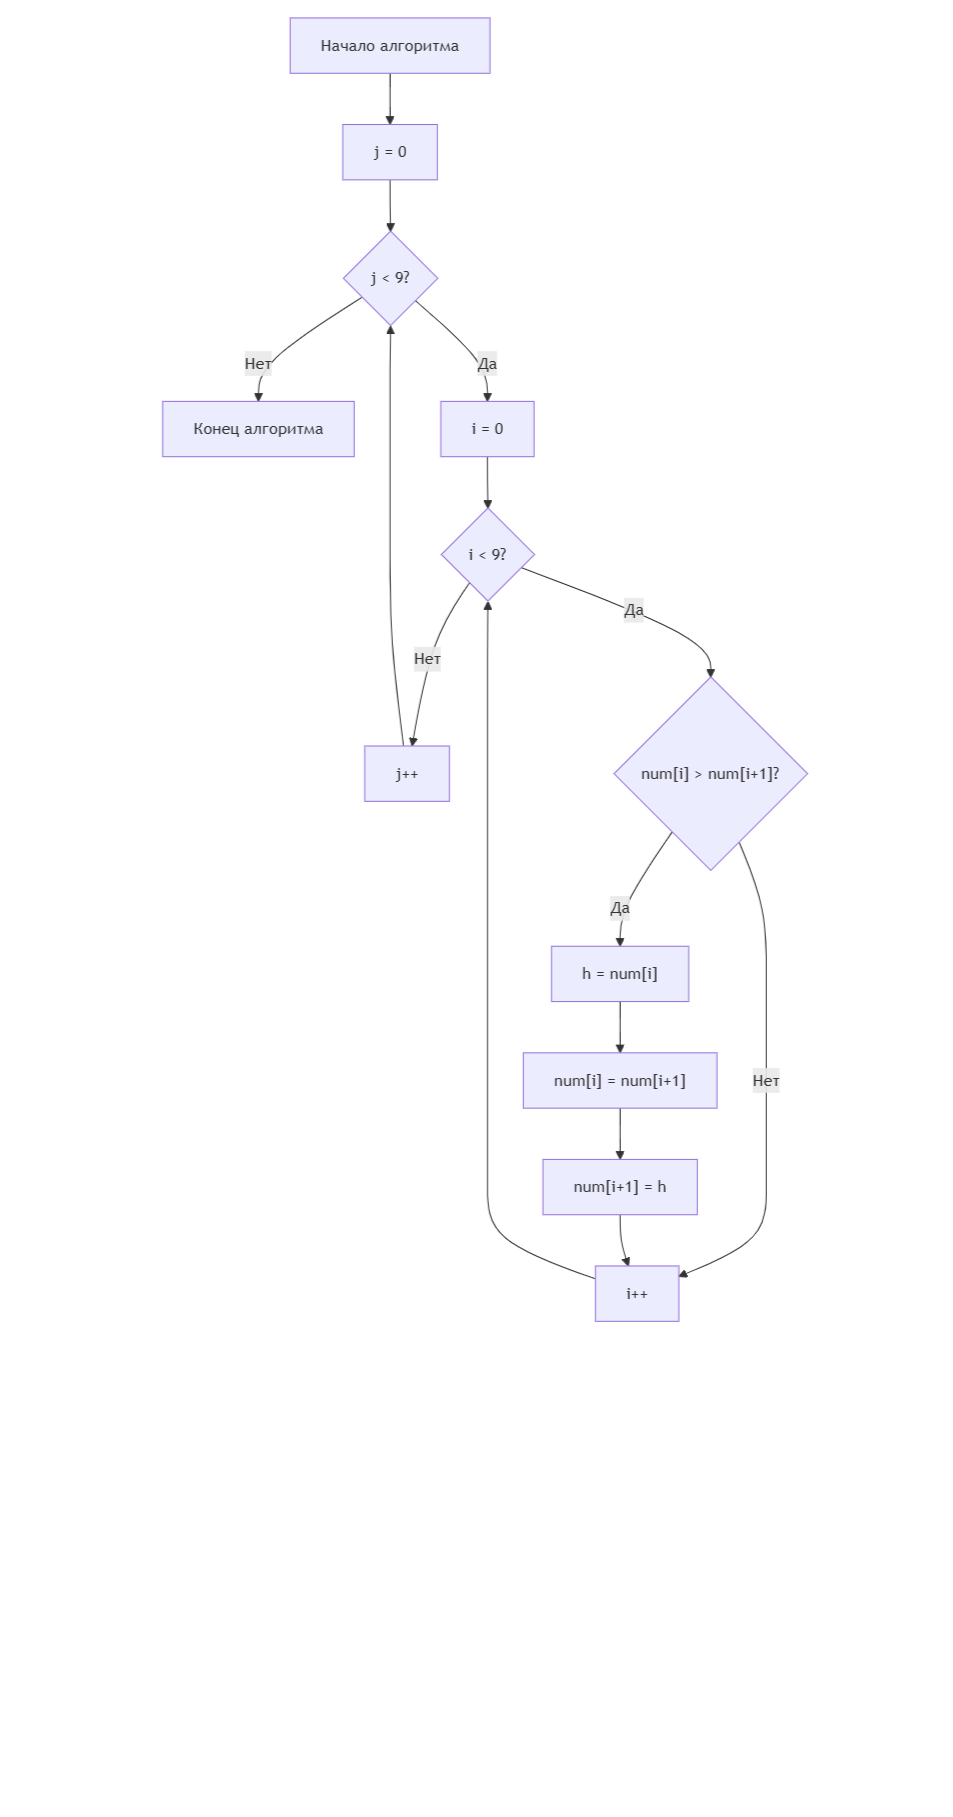 Начало алгоритма
j = 0
j < 9?
Нет
Да
Конец алгоритма
i = 0
i < 9?
Да
Нет
j++
num[i] > num[i+1]?
Да
h = num[i]
num[i] = num[i+1]
Нет
num[i+1] = h
i++